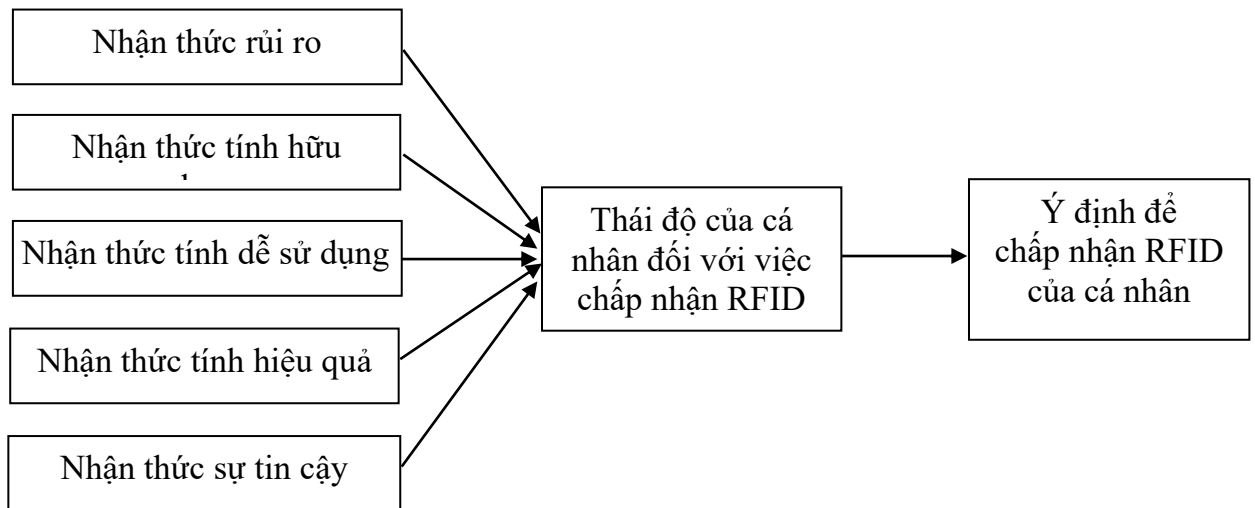 Nhận thức rủi ro
Nhận thức tính hữu
Nhận thức tính dễ sử dụng
Nhận thức tính hiệu quả
Nhận thức sự tin cậy
Thái độ của cá
nhân đối với việc
chấp nhận RFID
Ý định để
chấp nhận RFID
của cá nhân